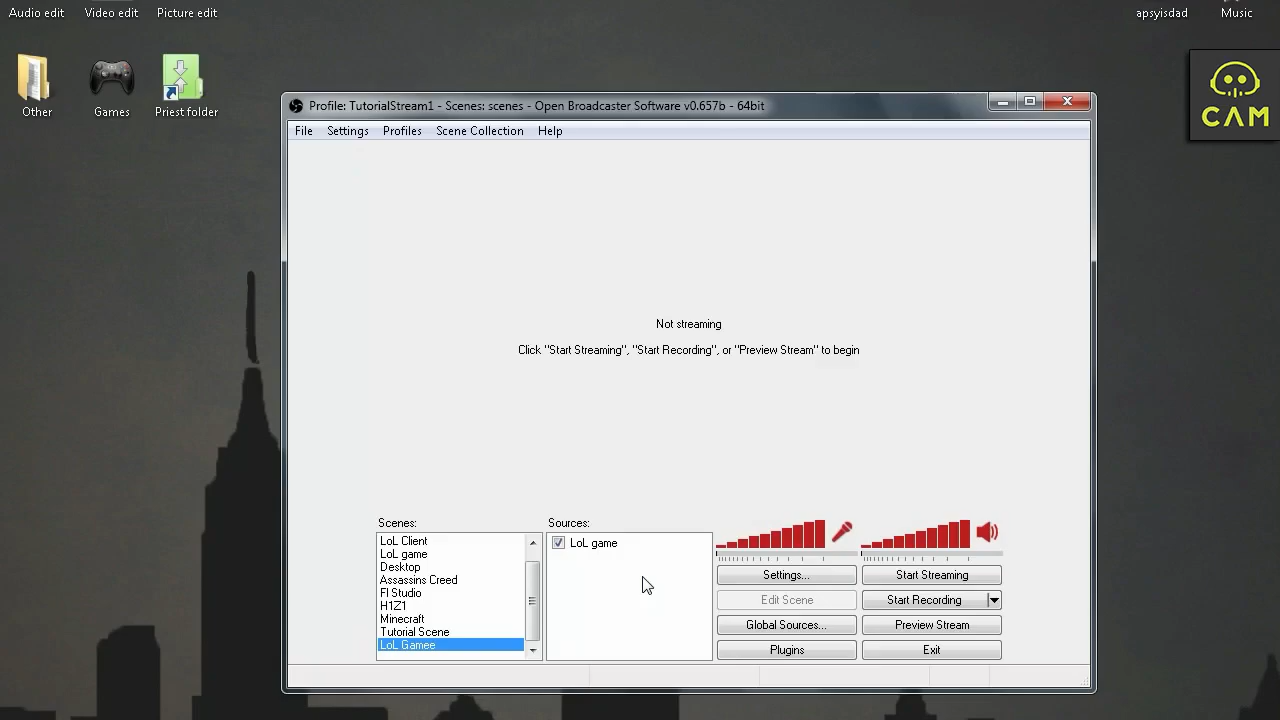 Audio edit
Video edit
Picture edit
apsyisdad
Music
Other
Games
Priest folder
CAM
Profile: TutorialStream1 - Scenes: scenes - Open Broadcaster Software v0.657b - 64bit
File
Settings
Profiles
Scene Collection
Help
Not streaming
Click "Start Streaming", "Start Recording", or "Preview Stream" to begin
Scenes:
LoL Client
LoL game
Desktop
Assassins Creed
Fl Studio
H1Z1
Minecraft
Tutorial Scene
LoL Gamee
Sources:
LoL game
Settings...
Start Streaming
Edit Scene
Start Recording
Global Sources...
Preview Stream
Plugins
Exit